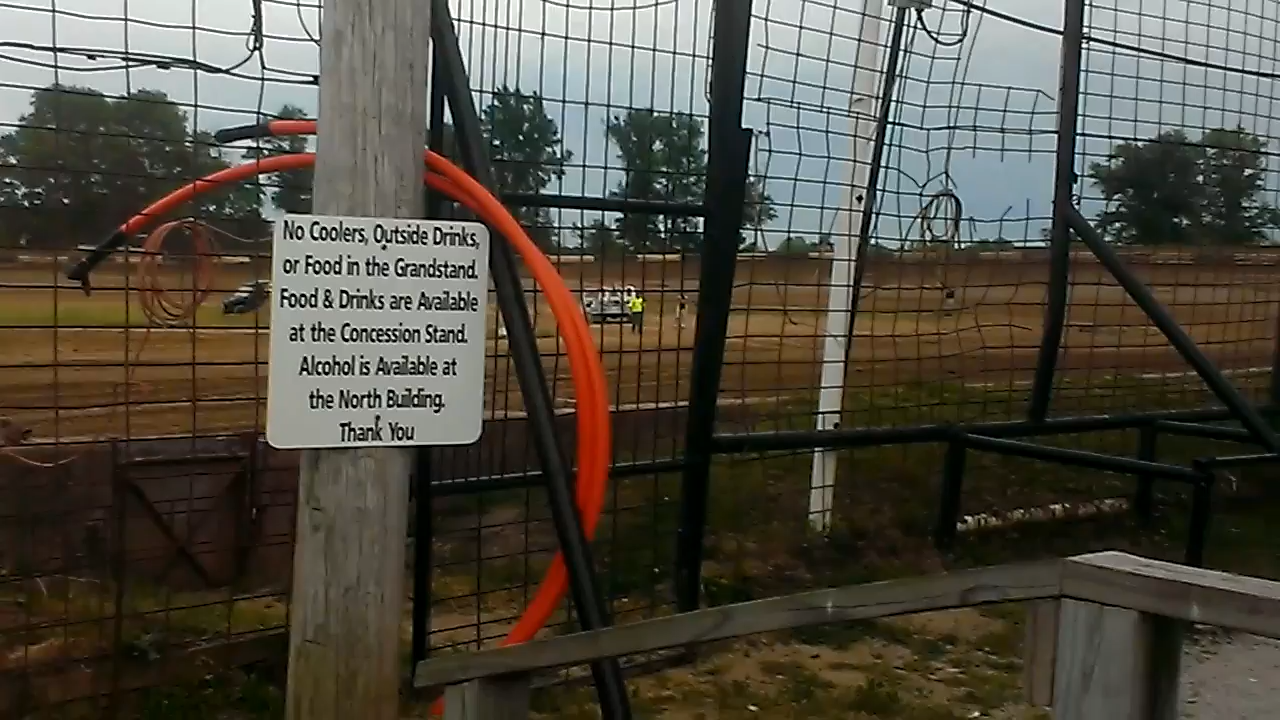 No Coolers, Outside Drinks,
or Food in the Grandstand.
Food & Drinks are Available
at the Concession Stand.
Alcohol is Available at
the North Building.
Thank You